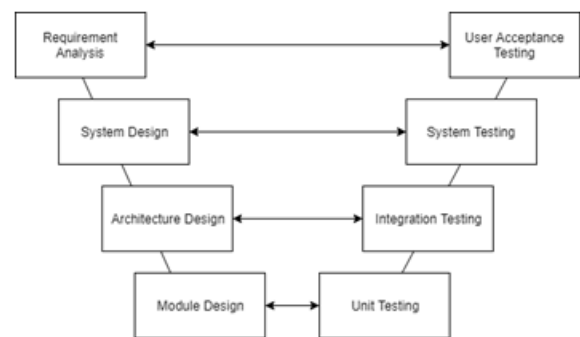 Requirement
Analysis
User Acceptance
Testing
System Design
System Testing
Architecture Design
Integration Testing
Module Design
Unit Testing